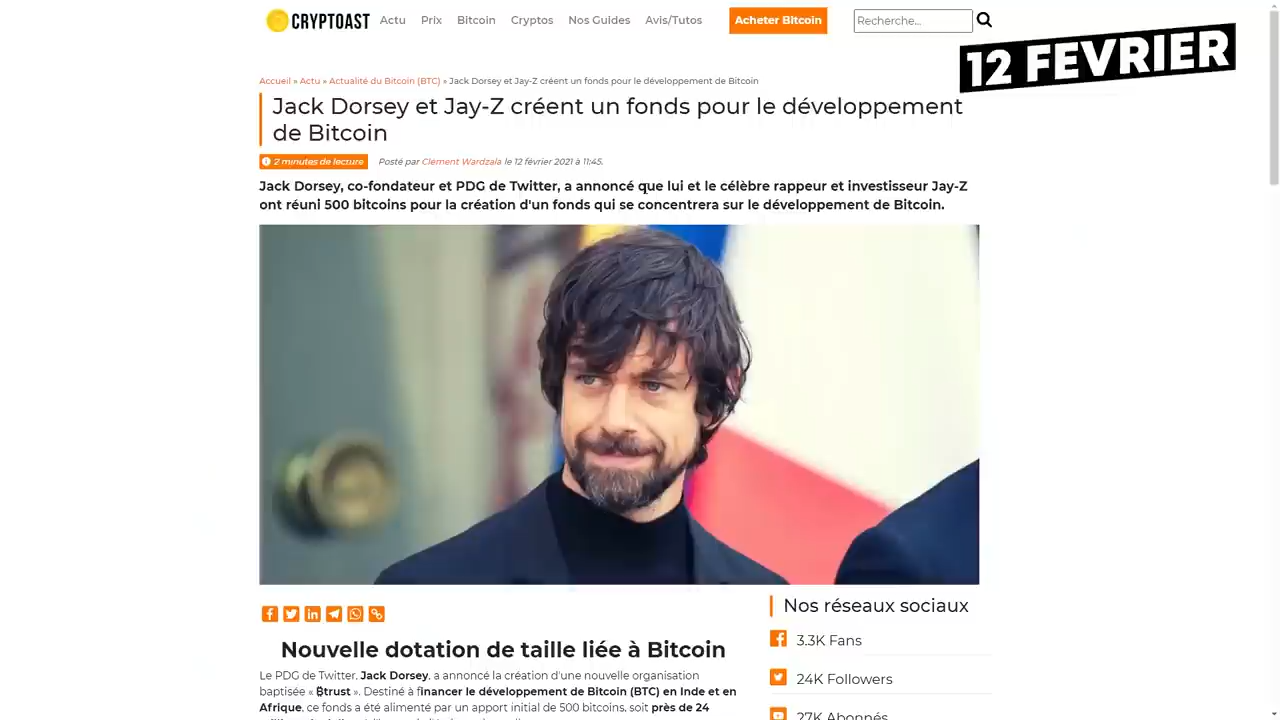 CRYPTOAST Actu Prix Bitcoin Cryptos Nos Guides Avis/Tutos Acheter Bitcoin Recherche...
12 FEVRIER
Accueil » Actu » Actualité du Bitcoin (BTC) » Jack Dorsey et Jay-Z créent un fonds pour le développement de Bitcoin
Jack Dorsey et Jay-Z créent un fonds pour le développement
de Bitcoin
2 minutes de lecture Posté par Clément Wardzala le 12 février 2021 à 11:45.
Jack Dorsey, co-fondateur et PDG de Twitter, a annoncé que lui et le célèbre rappeur et investisseur Jay-Z
ont réuni 500 bitcoins pour la création d'un fonds qui se concentrera sur le développement de Bitcoin.
Nouvelle dotation de taille liée à Bitcoin
Le PDG de Twitter, Jack Dorsey, a annoncé la création d'une nouvelle organisation
baptisée « ₿trust ». Destiné à financer le développement de Bitcoin (BTC) en Inde et en
Afrique, ce fonds a été alimenté par un apport initial de 500 bitcoins, soit près de 24
Nos réseaux sociaux
3.3K Fans
24K Followers
27K Abonnés